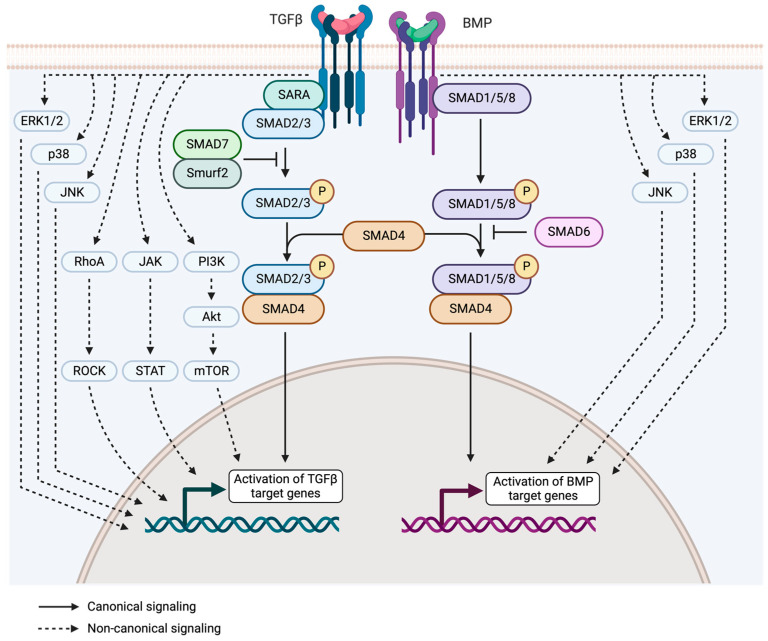 TGFβ
BMP
SARA
SMAD2/3
SMAD1/5/8
ERK1/2
p38
JNK
SMAD7
Smurf2
ERK1/2
p38
JNK
SMAD2/3
P
SMAD1/5/8
P
SMAD4
SMAD6
RhoA
JAK
PI3K
SMAD2/3
P
SMAD4
SMAD1/5/8
P
SMAD4
Akt
ROCK
STAT
mTOR
Activation of TGFβ
target genes
Activation of BMP
target genes
Canonical signaling
Non-canonical signaling